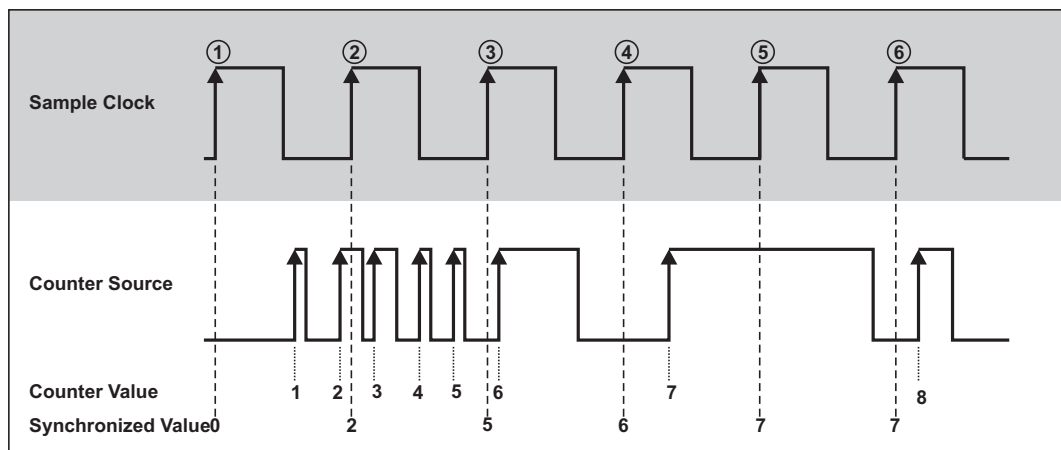 ① ② ③ ④ ⑤ ⑥
Sample Clock
Counter Source
Counter Value 1 2 3 4 5 6 7 8
Synchronized Value 0 2 5 6 7 7